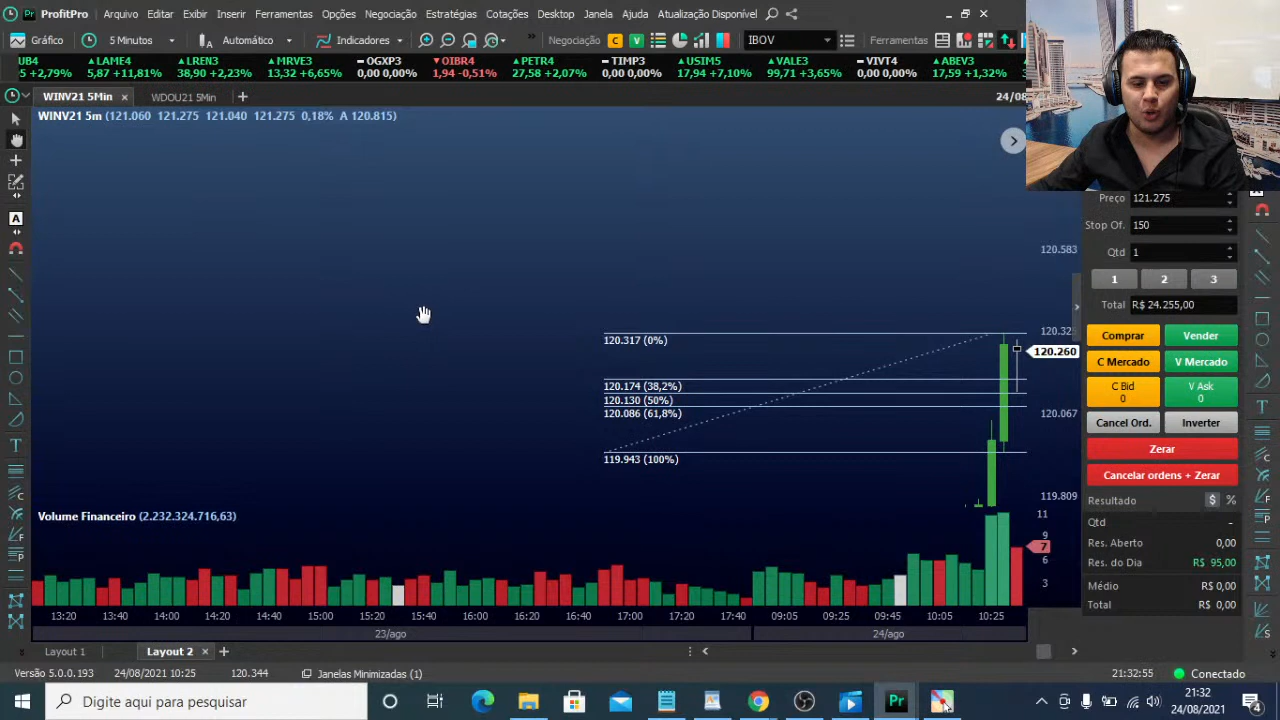 ProfitPro Arquivo Editar Exibir Inserir Ferramentas Opções Negociação Estratégias Cotações Desktop Janela Ajuda Atualização Disponível
Gráfico 5 Minutos Automático Indicadores Negociação C V IBOV Ferramentas
UB4 LAME4 LREN3 MRVE3 OGXP3 OIBR4 PETR4 TIMP3 USIM5 VALE3 VIVT4 ABEV3
5 +2,79% 5,87 +11,81% 38,90 +2,23% 13,32 +6,65% 0,00 0,00% 1,94 -0,51% 27,58 +2,07% 0,00 0,00% 17,94 +7,10% 99,71 +3,65% 0,00 0,00% 17,59 +1,32%
WINV21 5Min WDOU21 5Min 24/08
WINV21 5m (121.060 121.275 121.040 121.275 0,18% A 120.815)
Preço 121.275
Stop Of. 150
Qtd 1
1 2 3
Total R$ 24.255,00
Comprar Vender
C Mercado V Mercado
C Bid V Ask
0 0
Cancel Ord. Inverter
Zerar
Cancelar ordens + Zerar
Resultado $ %
Qtd -
Res. Aberto 0,00
Res. do Dia R$ 95,00
Médio R$ 0,00
Total R$ 0,00
120.583
120.325
120.260
120.067
119.809
120.317 (0%)
120.174 (38,2%)
120.130 (50%)
120.086 (61,8%)
119.943 (100%)
Volume Financeiro (2.232.324.716,63)
11
9
7
6
3
13:20 13:40 14:00 14:20 14:40 15:00 15:20 15:40 16:00 16:20 16:40 17:00 17:20 17:40 09:05 09:25 09:45 10:05 10:25
23/ago 24/ago
Layout 1 Layout 2
Versão 5.0.0.193 24/08/2021 10:25 120.344 Janelas Minimizadas (1) 21:32:55 Conectado
Digite aqui para pesquisar
21:32
24/08/2021
4